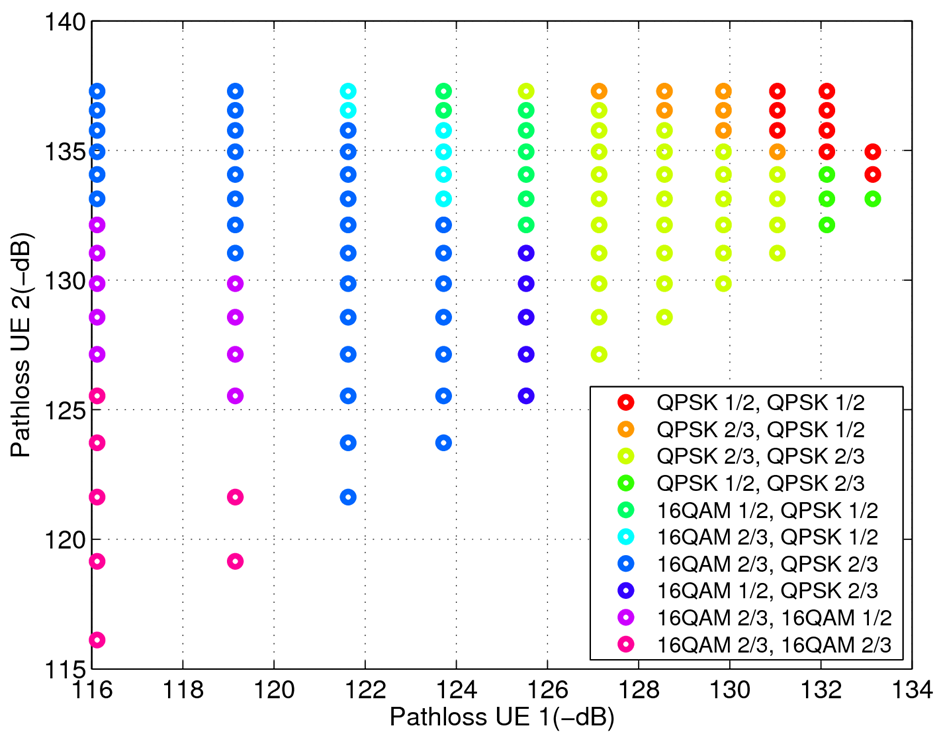 140
135
130
125
120
115
Pathloss UE 2(−dB)
QPSK 1/2, QPSK 1/2
QPSK 2/3, QPSK 1/2
QPSK 2/3, QPSK 2/3
QPSK 1/2, QPSK 2/3
16QAM 1/2, QPSK 1/2
16QAM 2/3, QPSK 1/2
16QAM 2/3, QPSK 2/3
16QAM 1/2, QPSK 2/3
16QAM 2/3, 16QAM 1/2
16QAM 2/3, 16QAM 2/3
116 118 120 122 124 126 128 130 132 134
Pathloss UE 1(−dB)